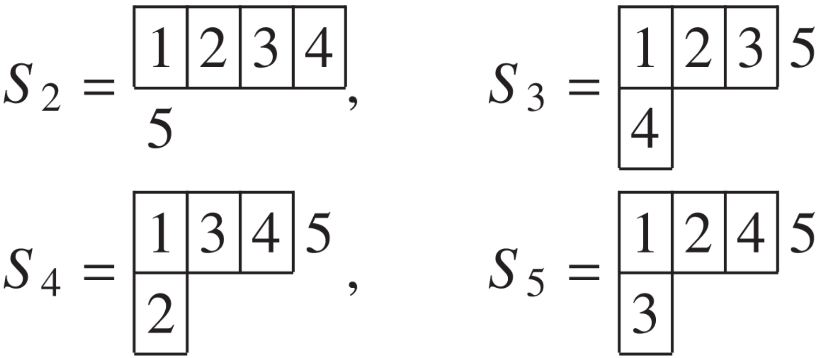 S2 = 1 2 3 4 , S3 = 1 2 3 5
5 4
S4 = 1 3 4 5 , S5 = 1 2 4 5
2 3